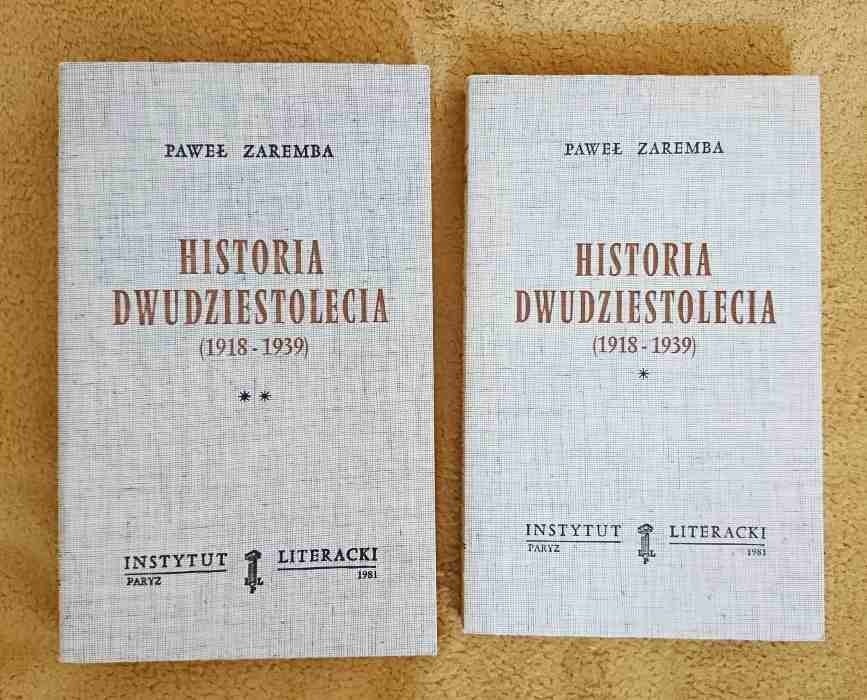 PAWEŁ ZAREMBA
HISTORIA
DWUDZIESTOLECIA
(1918 - 1939)
✷ ✷
INSTYTUT LITERACKI
PARYŻ 1981
PAWEŁ ZAREMBA
HISTORIA
DWUDZIESTOLECIA
(1918 - 1939)
✷
INSTYTUT LITERACKI
PARYŻ 1981